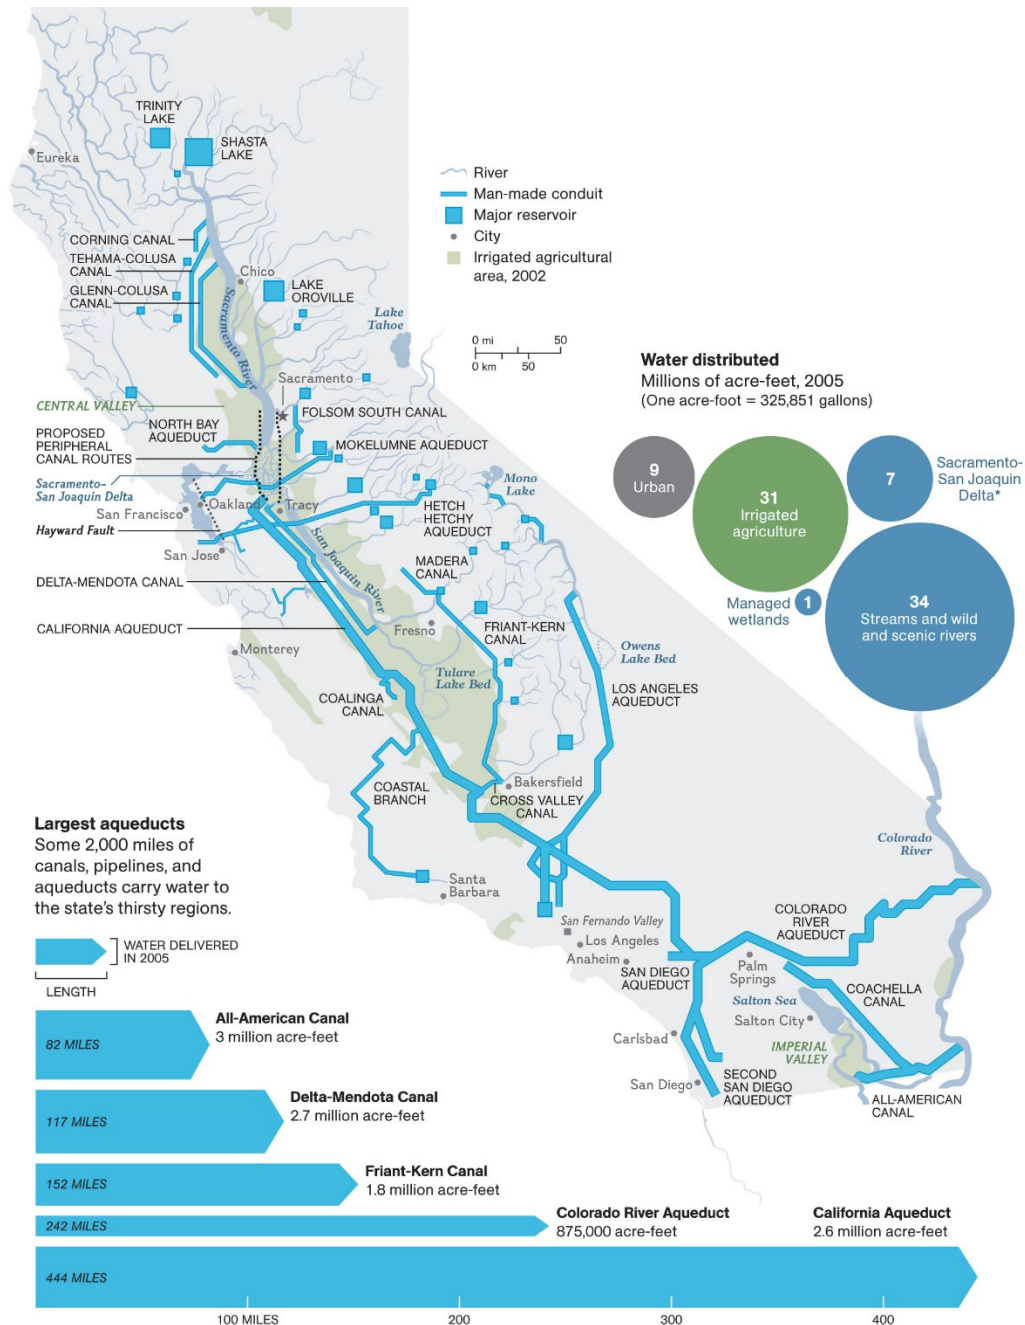 TRINITY
LAKE
SHASTA
LAKE
Eureka
River
Man-made conduit
Major reservoir
City
Irrigated agricultural
area, 2002
CORNING CANAL
TEHAMA-COLUSA
CANAL
GLENN-COLUSA
CANAL
Chico
LAKE
OROVILLE
Sacramento River
Lake
Tahoe
0 mi 50
0 km 50
Water distributed
Millions of acre-feet, 2005
(One acre-foot = 325,851 gallons)
9
Urban
31
Irrigated
agriculture
7
Sacramento-
San Joaquin
Delta*
Managed
wetlands
1
34
Streams and wild
and scenic rivers
Sacramento
CENTRAL VALLEY
NORTH BAY
AQUEDUCT
FOLSOM SOUTH CANAL
PROPOSED
PERIPHERAL
CANAL ROUTES
MOKELUMNE AQUEDUCT
Sacramento-
San Joaquin Delta
Mono
Lake
Oakland
Tracy
San Francisco
HETCH
HETCHY
AQUEDUCT
Hayward Fault
San Jose
San Joaquin River
MADERA
CANAL
DELTA-MENDOTA CANAL
CALIFORNIA AQUEDUCT
Fresno
FRIANT-KERN
CANAL
Monterey
Owens
Lake Bed
Tulare
Lake Bed
LOS ANGELES
AQUEDUCT
COALINGA
CANAL
COASTAL
BRANCH
Bakersfield
CROSS VALLEY
CANAL
Colorado
River
Santa
Barbara
San Fernando Valley
Los Angeles
Anaheim
SAN DIEGO
AQUEDUCT
COLORADO
RIVER
AQUEDUCT
Palm
Springs
COACHELLA
CANAL
Salton Sea
Salton City
Carlsbad
IMPERIAL
VALLEY
San Diego
SECOND
SAN DIEGO
AQUEDUCT
ALL-AMERICAN
CANAL
Largest aqueducts
Some 2,000 miles of
canals, pipelines, and
aqueducts carry water to
the state's thirsty regions.
WATER DELIVERED
IN 2005
LENGTH
82 MILES
All-American Canal
3 million acre-feet
117 MILES
Delta-Mendota Canal
2.7 million acre-feet
152 MILES
Friant-Kern Canal
1.8 million acre-feet
242 MILES
Colorado River Aqueduct
875,000 acre-feet
California Aqueduct
2.6 million acre-feet
444 MILES
100 MILES 200 300 400